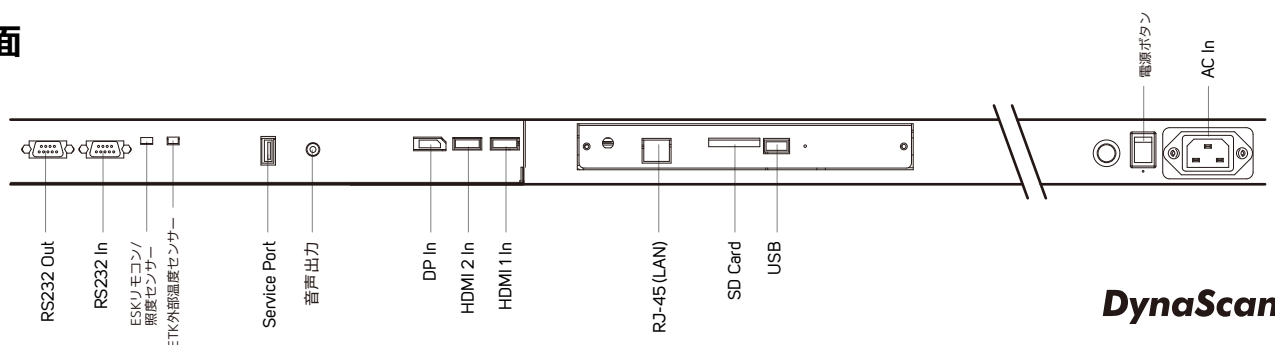 面
電源ボタン
AC In
RS232 Out
RS232 In
ESKリモコン/
照度センサー
ETK外部温度センサー
Service Port
音声出力
DP In
HDMI 2 In
HDMI 1 In
RJ-45 (LAN)
SD Card
USB
DynaScan